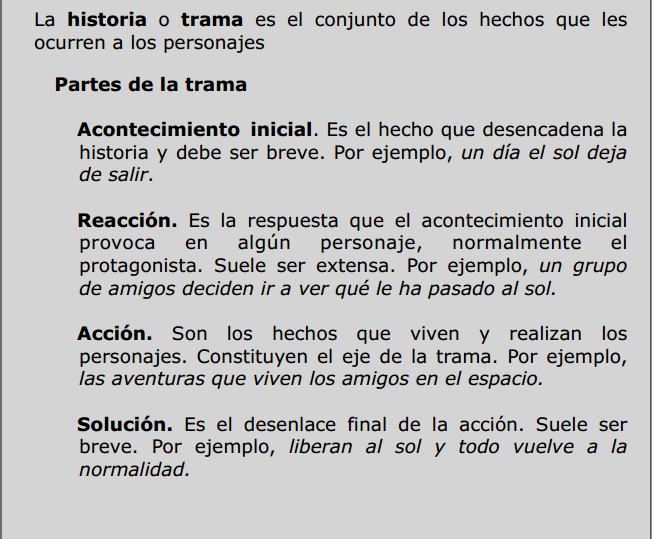 La historia o trama es el conjunto de los hechos que les
ocurren a los personajes
Partes de la trama
Acontecimiento inicial. Es el hecho que desencadena la
historia y debe ser breve. Por ejemplo, un día el sol deja
de salir.
Reacción. Es la respuesta que el acontecimiento inicial
provoca en algún personaje, normalmente el
protagonista. Suele ser extensa. Por ejemplo, un grupo
de amigos deciden ir a ver qué le ha pasado al sol.
Acción. Son los hechos que viven y realizan los
personajes. Constituyen el eje de la trama. Por ejemplo,
las aventuras que viven los amigos en el espacio.
Solución. Es el desenlace final de la acción. Suele ser
breve. Por ejemplo, liberan al sol y todo vuelve a la
normalidad.